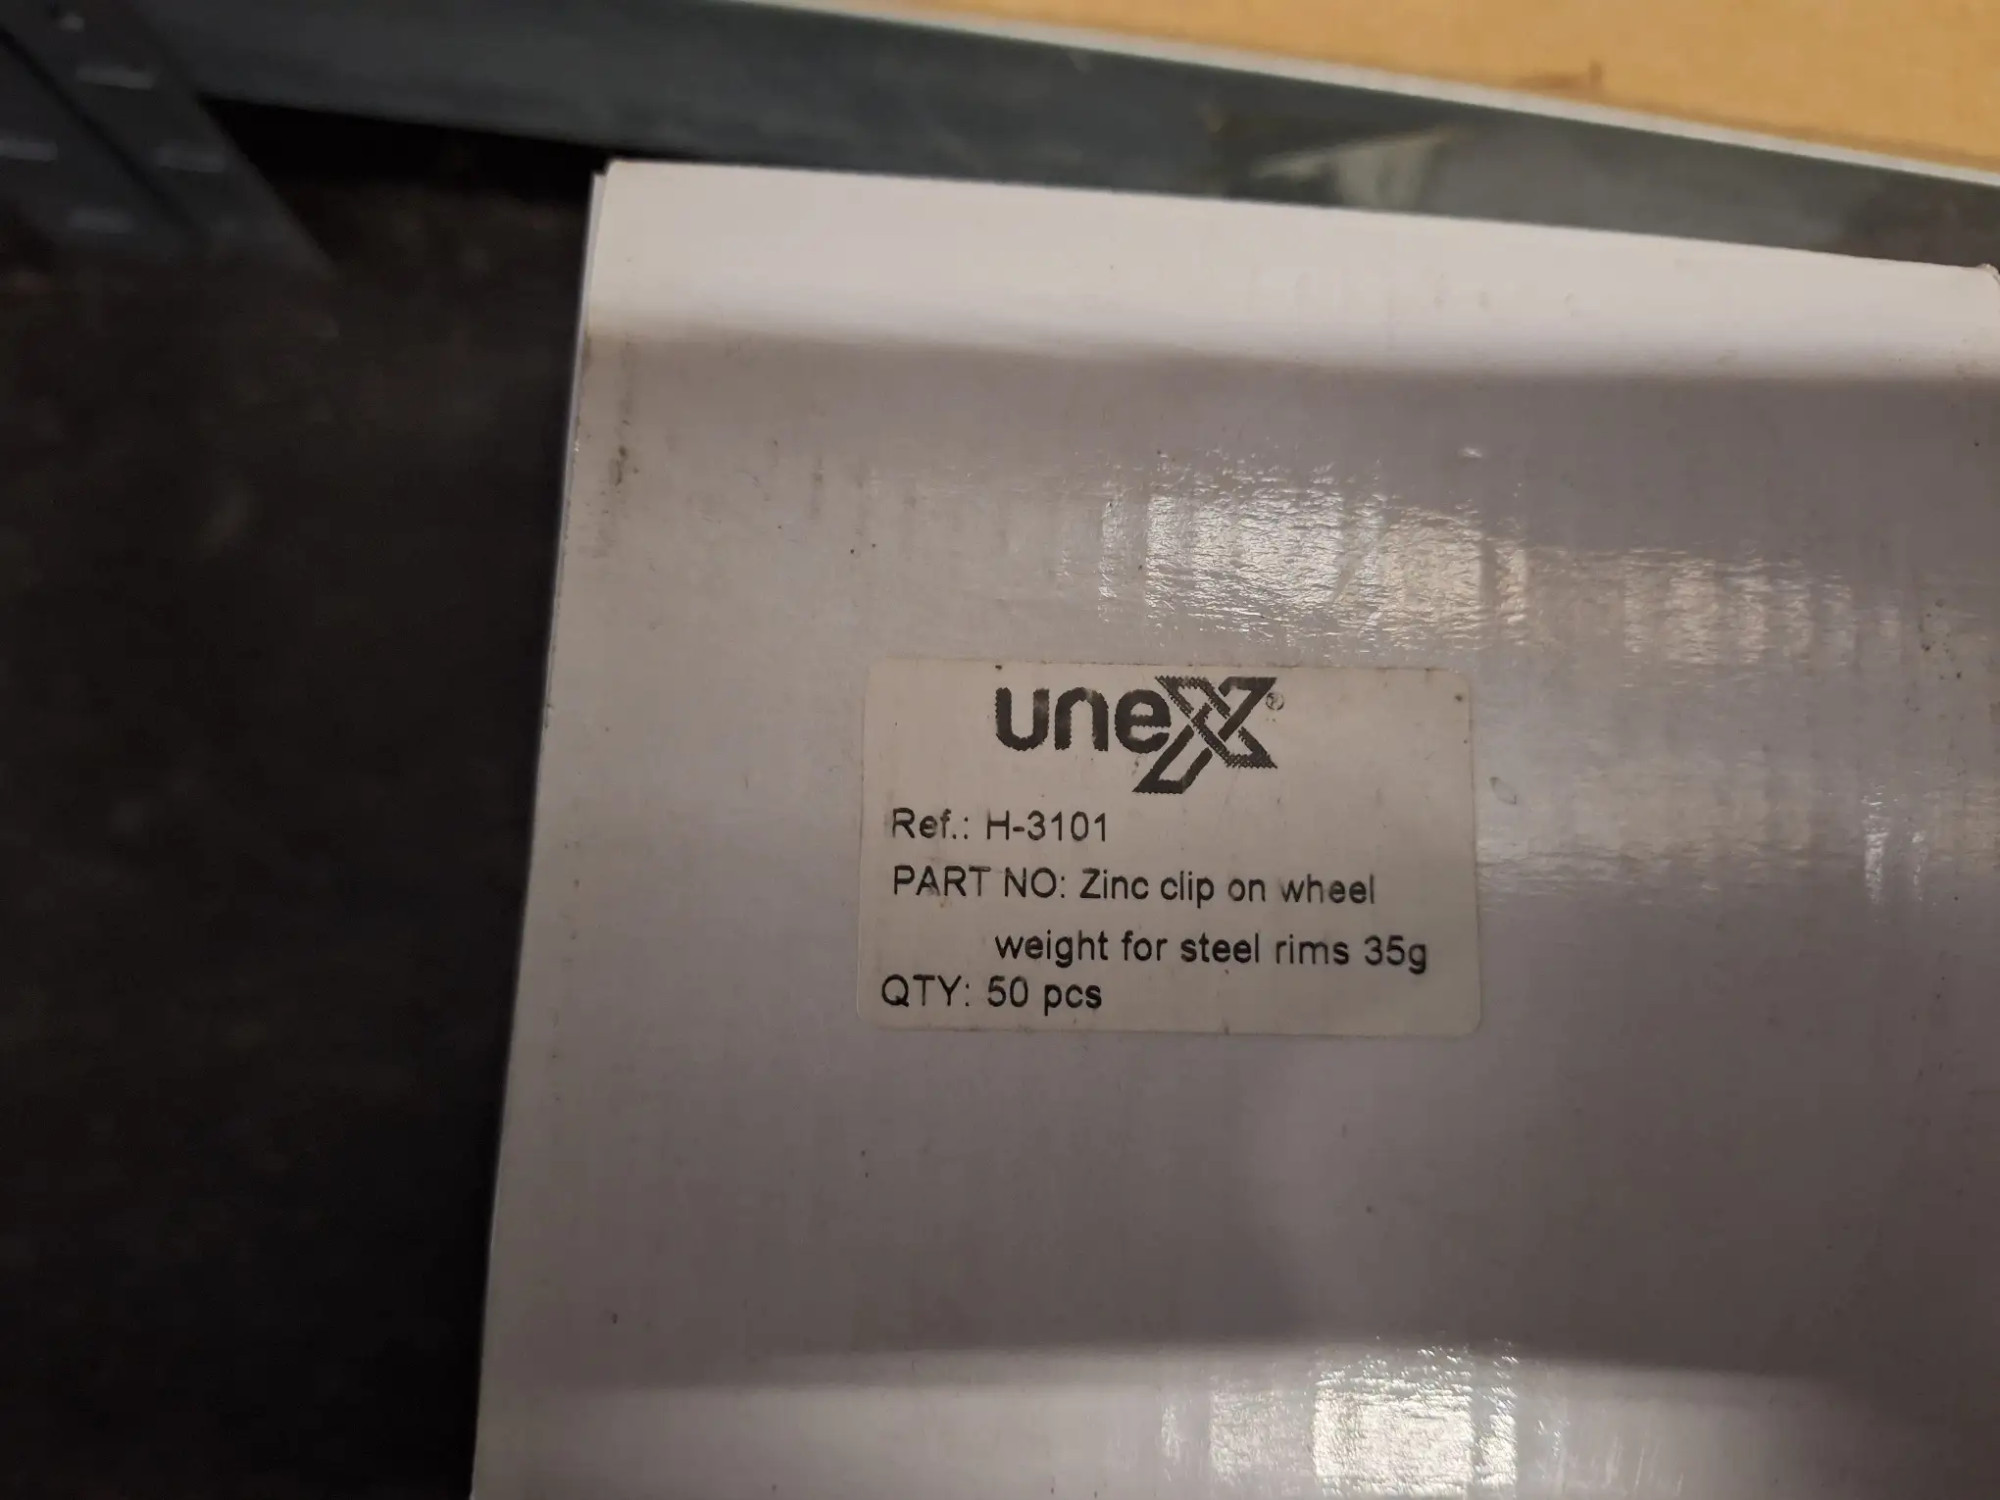 unex®
Ref.: H-3101
PART NO: Zinc clip on wheel
weight for steel rims 35g
QTY: 50 pcs